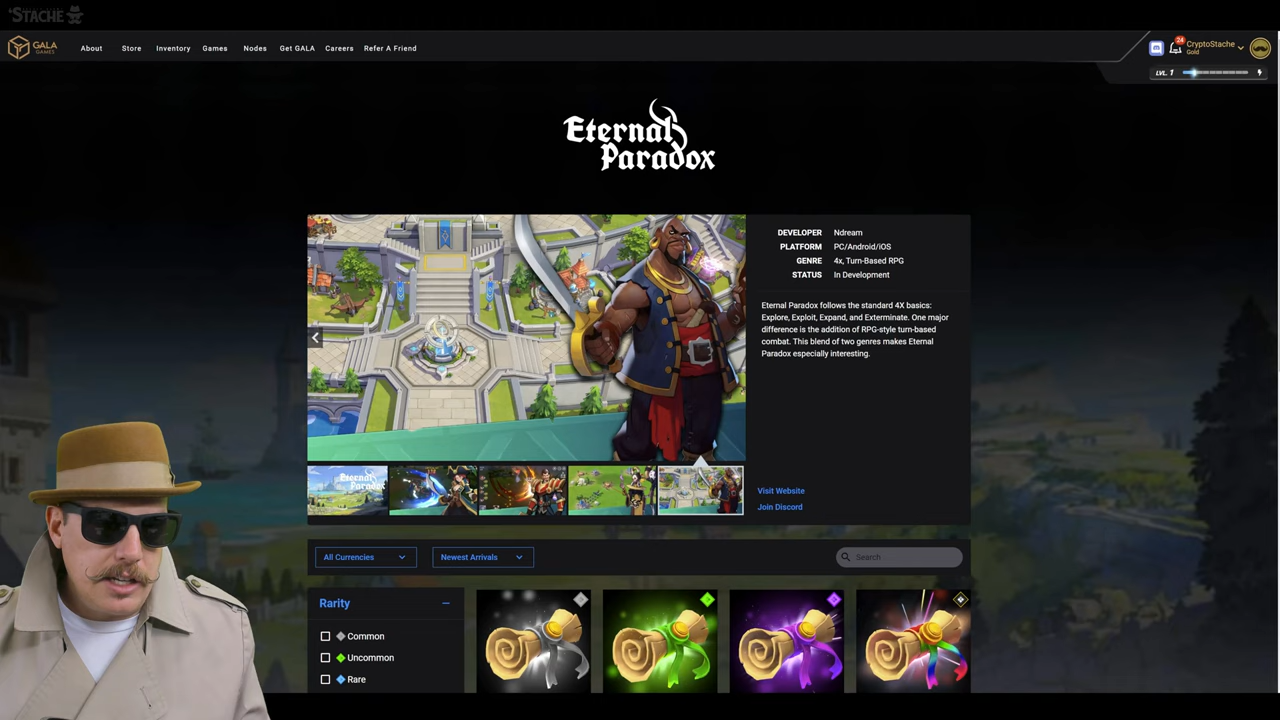 STACHE
GALA
GAMES
About
Store
Inventory
Games
Nodes
Get GALA
Careers
Refer A Friend
24
CryptoStache
Gold
LVL. 1
Eternal
Paradox
DEVELOPER Ndream
PLATFORM PC/Android/iOS
GENRE 4x, Turn-Based RPG
STATUS In Development
Eternal Paradox follows the standard 4X basics:
Explore, Exploit, Expand, and Exterminate. One major
difference is the addition of RPG-style turn-based
combat. This blend of two genres makes Eternal
Paradox especially interesting.
Eternal
Paradox
Visit Website
Join Discord
All Currencies
Newest Arrivals
Search
Rarity
Common
Uncommon
Rare